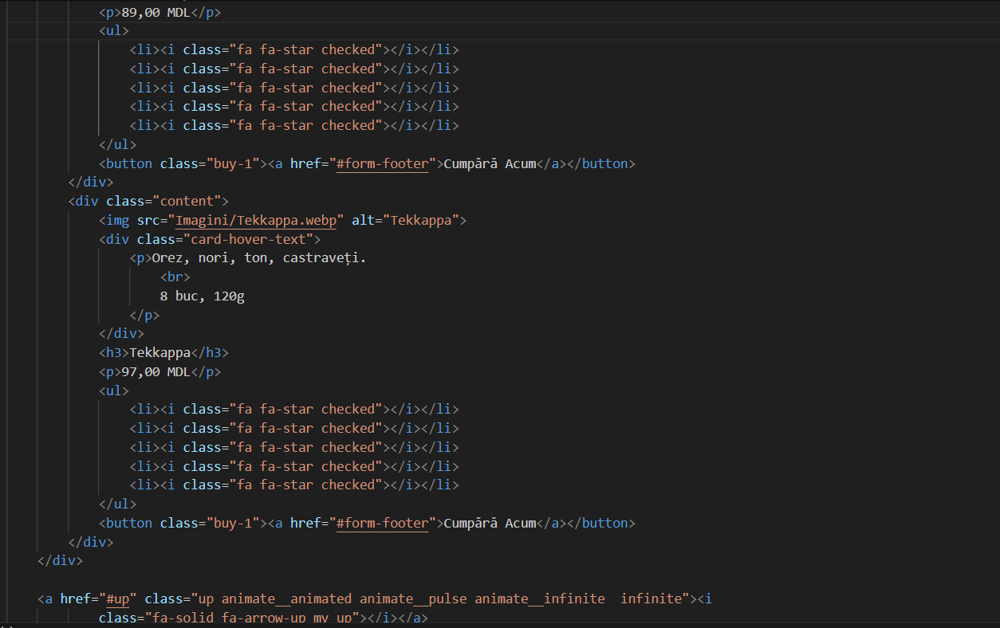 <p>89,00 MDL</p>
<ul>
<li><i class="fa fa-star checked"></i></li>
<li><i class="fa fa-star checked"></i></li>
<li><i class="fa fa-star checked"></i></li>
<li><i class="fa fa-star checked"></i></li>
<li><i class="fa fa-star checked"></i></li>
</ul>
<button class="buy-1"><a href="#form-footer">Cumpără Acum</a></button>
</div>
<div class="content">
<img src="Imagini/Tekkappa.webp" alt="Tekkappa">
<div class="card-hover-text">
<p>Orez, nori, ton, castraveți.
<br>
8 buc, 120g
</p>
</div>
<h3>Tekkappa</h3>
<p>97,00 MDL</p>
<ul>
<li><i class="fa fa-star checked"></i></li>
<li><i class="fa fa-star checked"></i></li>
<li><i class="fa fa-star checked"></i></li>
<li><i class="fa fa-star checked"></i></li>
<li><i class="fa fa-star checked"></i></li>
</ul>
<button class="buy-1"><a href="#form-footer">Cumpără Acum</a></button>
</div>
</div>
<a href="#up" class="up animate__animated animate__pulse animate__infinite  infinite"><i
class="fa-solid fa-arrow-up my_up"></i></a>